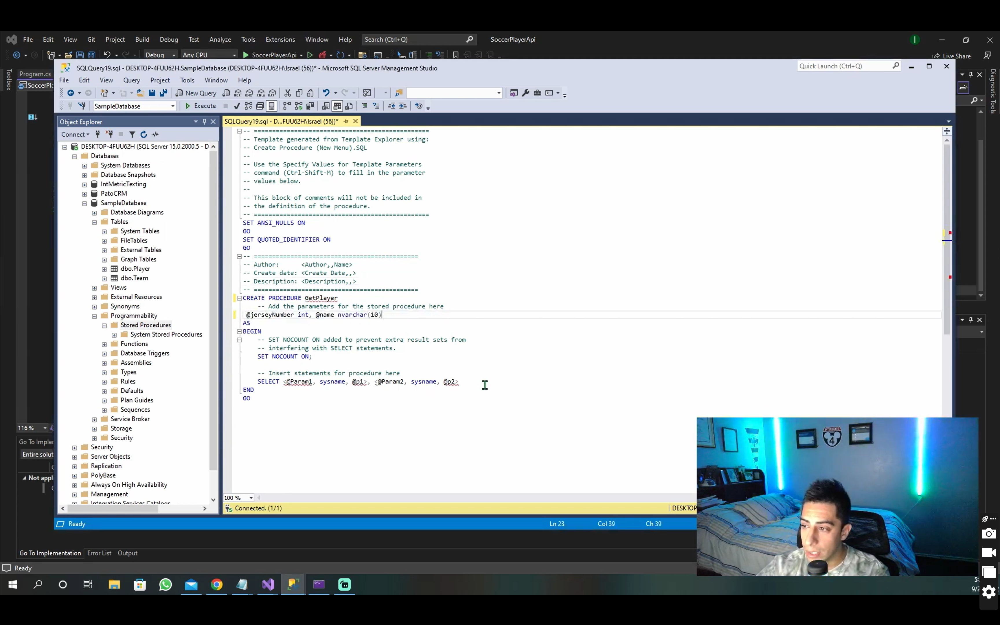 File Edit View Git Project Build Debug Test Analyze Tools Extensions Window Help Search (Ctrl+Q) SoccerPlayerApi
Debug Any CPU SoccerPlayerApi Live Share
Toolbox
Program.cs
SoccerPla
Diagnostic Tools
SQLQuery19.sql - DESKTOP-4FUU62H.SampleDatabase (DESKTOP-4FUU62H\Israel (56))* - Microsoft SQL Server Management Studio
Quick Launch (Ctrl+Q)
File Edit View Query Project Tools Window Help
New Query
MDX DMX XMLA DAX
SampleDatabase Execute
Object Explorer
Connect
DESKTOP-4FUU62H (SQL Server 15.0.2000.5 - D
Databases
System Databases
Database Snapshots
IntMetricTexting
PatoCRM
SampleDatabase
Database Diagrams
Tables
System Tables
FileTables
External Tables
Graph Tables
dbo.Player
dbo.Team
Views
External Resources
Synonyms
Programmability
Stored Procedures
System Stored Procedures
Functions
Database Triggers
Assemblies
Types
Rules
Defaults
Plan Guides
Sequences
Service Broker
Storage
Security
Security
Server Objects
Replication
PolyBase
Always On High Availability
Management
Integration Services Catalogs
SQLQuery19.sql - D...FUU62H\Israel (56))*
-- ================================================
-- Template generated from Template Explorer using:
-- Create Procedure (New Menu).SQL
--
-- Use the Specify Values for Template Parameters
-- command (Ctrl-Shift-M) to fill in the parameter
-- values below.
--
-- This block of comments will not be included in
-- the definition of the procedure.
-- ================================================
SET ANSI_NULLS ON
GO
SET QUOTED_IDENTIFIER ON
GO
-- =============================================
-- Author: <Author,,Name>
-- Create date: <Create Date,,>
-- Description: <Description,,>
-- =============================================
CREATE PROCEDURE GetPlayer
-- Add the parameters for the stored procedure here
@jerseyNumber int, @name nvarchar(10)
AS
BEGIN
-- SET NOCOUNT ON added to prevent extra result sets from
-- interfering with SELECT statements.
SET NOCOUNT ON;
-- Insert statements for procedure here
SELECT <@Param1, sysname, @p1>, <@Param2, sysname, @p2>
END
GO
100 %
Connected. (1/1)
DESKTOP
Ready Ln 23 Col 39 Ch 39
116 %
Go To Impler
Entire solut
Not appl
Go To Implementation Error List Output
Ready
INTERSTATE
4
5:
9/2